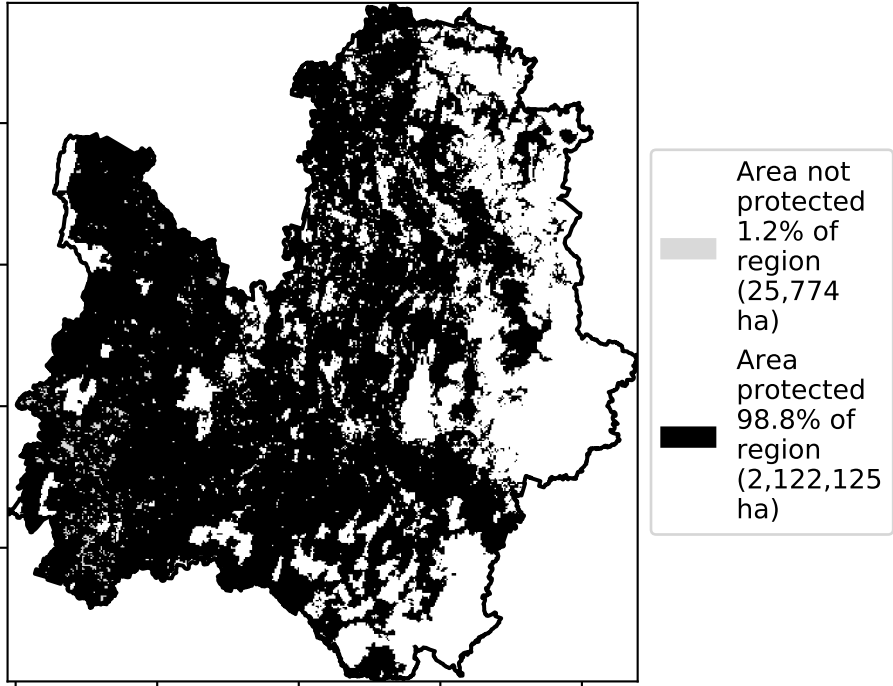 Area not
protected
1.2% of
region
(25,774
ha)
Area
protected
98.8% of
region
(2,122,125
ha)